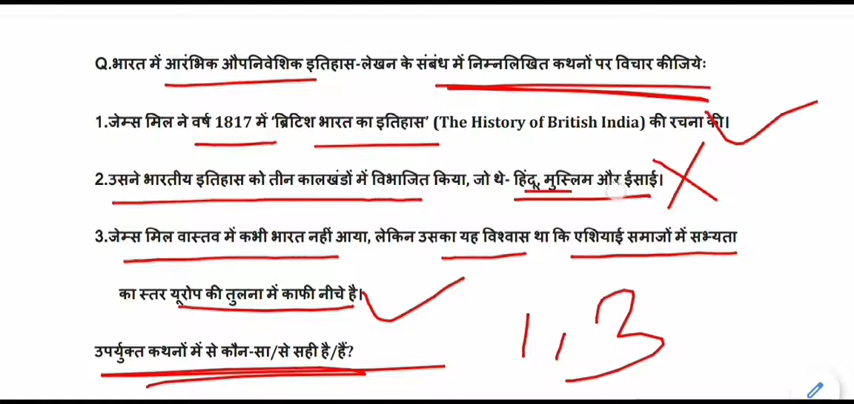 Q.भारत में आरंभिक औपनिवेशिक इतिहास-लेखन के संबंध में निम्नलिखित कथनों पर विचार कीजियेः
1.जेम्स मिल ने वर्ष 1817 में 'ब्रिटिश भारत का इतिहास' (The History of British India) की रचना की।
2.उसने भारतीय इतिहास को तीन कालखंडों में विभाजित किया, जो थे- हिंदू, मुस्लिम और ईसाई।
3.जेम्स मिल वास्तव में कभी भारत नहीं आया, लेकिन उसका यह विश्वास था कि एशियाई समाजों में सभ्यता
का स्तर यूरोप की तुलना में काफी नीचे है।
1,3
उपर्युक्त कथनों में से कौन-सा/से सही है/हैं?